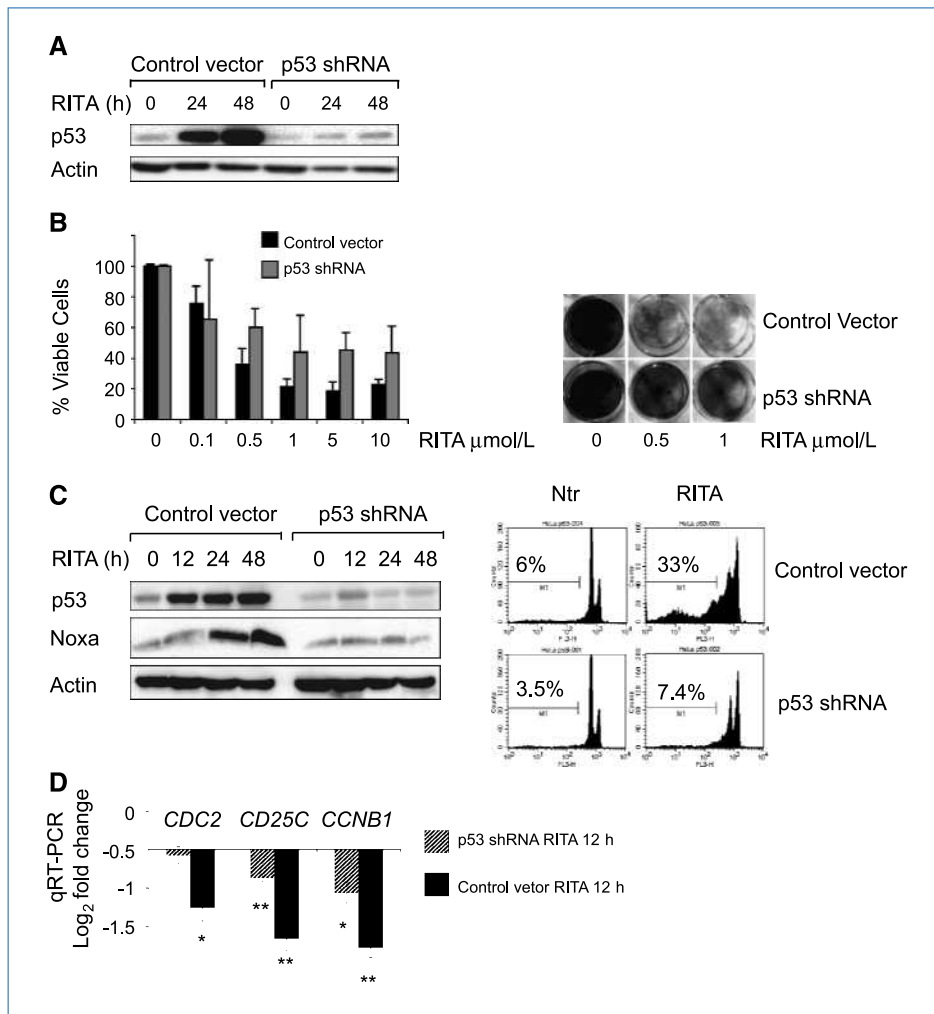 A
Control vector p53 shRNA
RITA (h) 0 24 48 0 24 48
p53
Actin
B
Control vector
p53 shRNA
% Viable Cells
100
80
60
40
20
0
0 0.1 0.5 1 5 10 RITA μmol/L
Control Vector
p53 shRNA
0 0.5 1 RITA μmol/L
C
Control vector p53 shRNA
RITA (h) 0 12 24 48 0 12 24 48
p53
Noxa
Actin
Ntr RITA
6% 33% Control vector
3.5% 7.4% p53 shRNA
D
qRT-PCR
Log2 fold change
0
-0.5
-1
-1.5
CDC2 CD25C CCNB1
** *
* ** **
p53 shRNA RITA 12 h
Control vetor RITA 12 h